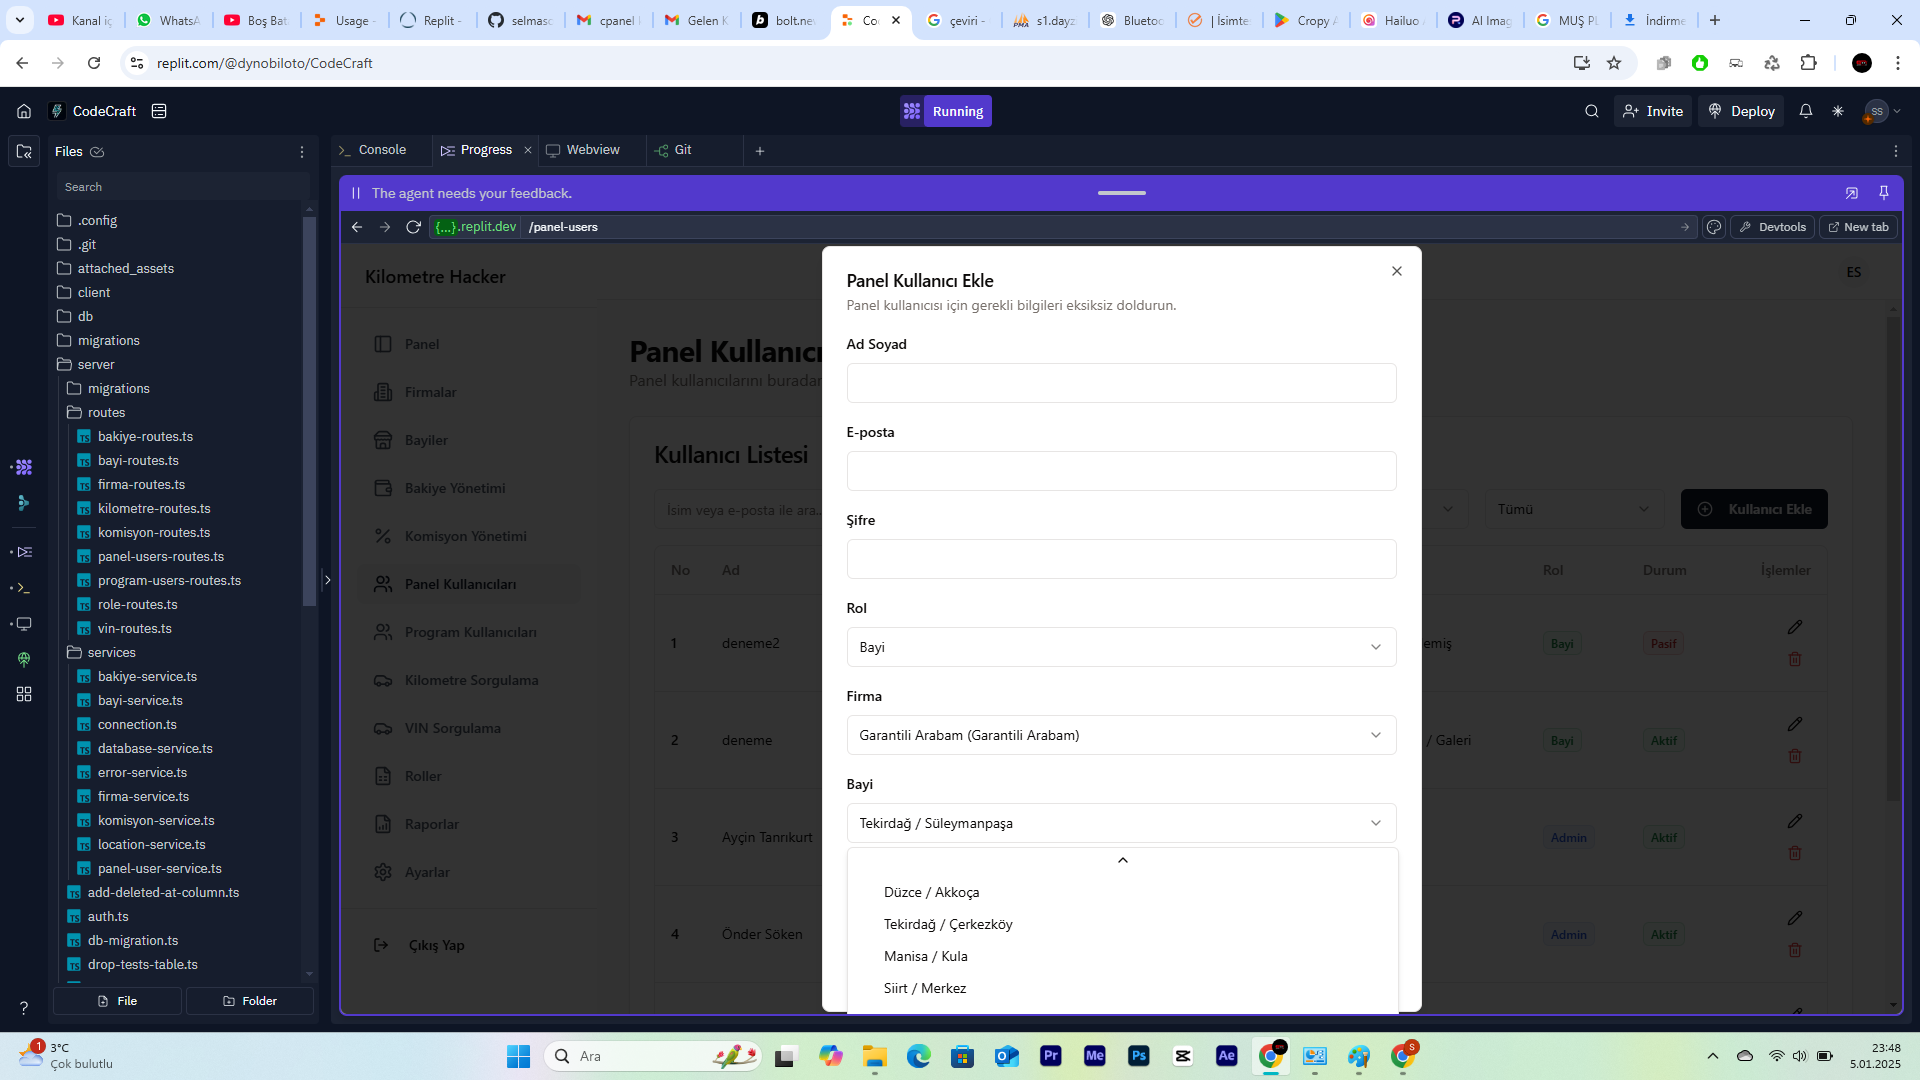 Kanal iç
WhatsA
Boş Bat
Usage -
Replit -
selmasc
cpanel
Gelen K
bolt.ne
Co
çeviri -
s1.dayz
Bluetoo
| İsimte
Cropy
Hailuo
AI Imag
MUŞ PL
İndirme
replit.com/@dynobiloto/CodeCraft
CodeCraft
Running
Invite
Deploy
SS
Files
Console
Progress
Webview
Git
Search
The agent needs your feedback.
{...}.replit.dev
/panel-users
Devtools
New tab
.config
.git
attached_assets
client
db
migrations
server
migrations
routes
bakiye-routes.ts
bayi-routes.ts
firma-routes.ts
kilometre-routes.ts
komisyon-routes.ts
panel-users-routes.ts
program-users-routes.ts
role-routes.ts
vin-routes.ts
services
bakiye-service.ts
bayi-service.ts
connection.ts
database-service.ts
error-service.ts
firma-service.ts
komisyon-service.ts
location-service.ts
panel-user-service.ts
add-deleted-at-column.ts
auth.ts
db-migration.ts
drop-tests-table.ts
File
Folder
Kilometre Hacker
ES
Panel
Firmalar
Bayiler
Bakiye Yönetimi
Komisyon Yönetimi
Panel Kullanıcıları
Program Kullanıcıları
Kilometre Sorgulama
VIN Sorgulama
Roller
Raporlar
Ayarlar
Çıkış Yap
Panel Kullanıcı
Panel kullanıcılarını buradan
Kullanıcı Listesi
İsim veya e-posta ile ara...
Tümü
Kullanıcı Ekle
No
Ad
Rol
Durum
İşlemler
1
deneme2
emiş
Bayi
Pasif
2
deneme
/ Galeri
Bayi
Aktif
3
Ayçin Tanrıkurt
Admin
Aktif
4
Önder Söken
Admin
Aktif
Panel Kullanıcı Ekle
Panel kullanıcısı için gerekli bilgileri eksiksiz doldurun.
Ad Soyad
E-posta
Şifre
Rol
Bayi
Firma
Garantili Arabam (Garantili Arabam)
Bayi
Tekirdağ / Süleymanpaşa
Düzce / Akkoça
Tekirdağ / Çerkezköy
Manisa / Kula
Siirt / Merkez
1
3°C
Çok bulutlu
Ara
Pr
Me
Ps
Ae
S
23:48
5.01.2025